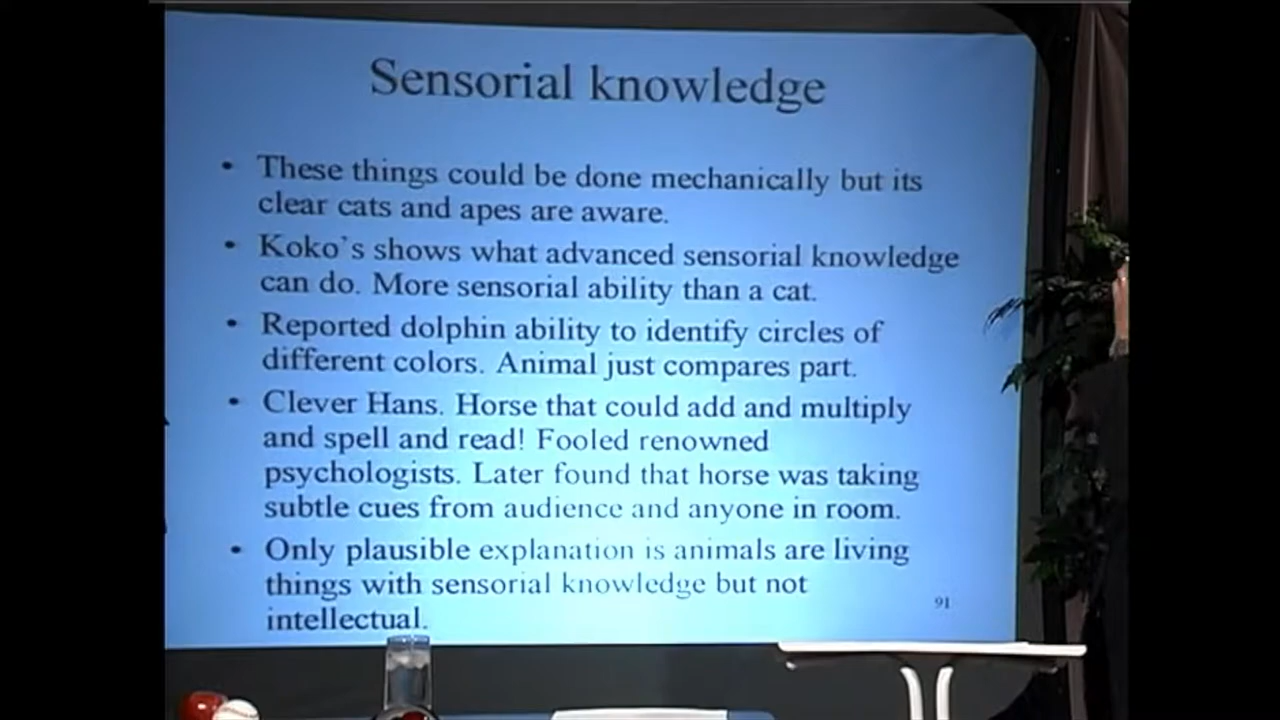 Sensorial knowledge
• These things could be done mechanically but its
clear cats and apes are aware.
• Koko's shows what advanced sensorial knowledge
can do. More sensorial ability than a cat.
• Reported dolphin ability to identify circles of
different colors. Animal just compares part.
• Clever Hans. Horse that could add and multiply
and spell and read! Fooled renowned
psychologists. Later found that horse was taking
subtle cues from audience and anyone in room.
• Only plausible explanation is animals are living
things with sensorial knowledge but not
intellectual.
91